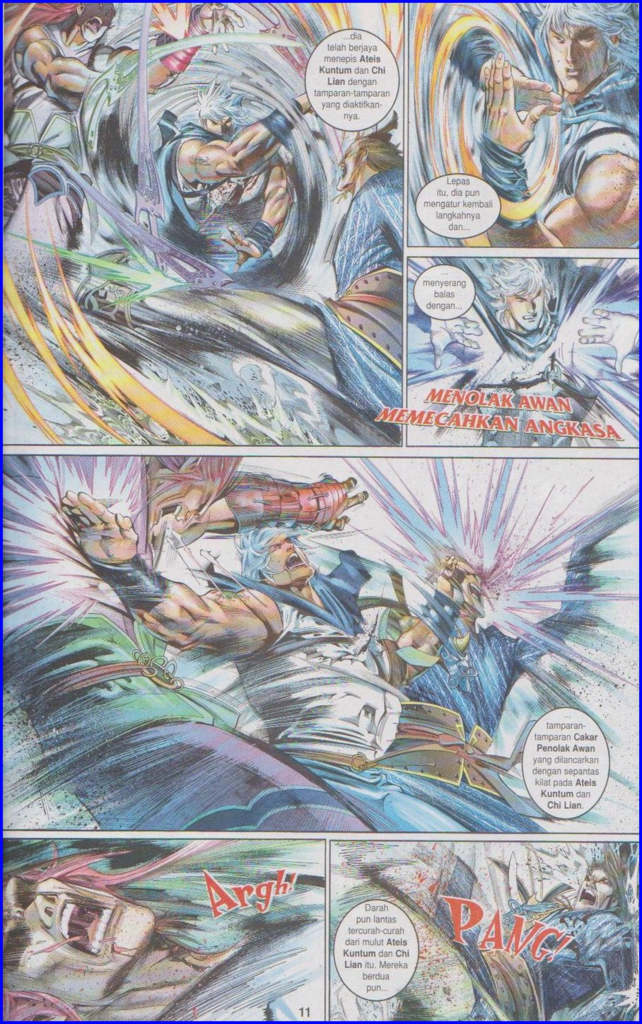 ...dia
telah berjaya
menepis Ateis
Kuntum dan Chi
Lian dengan
tamparan-tamparan
yang diaktifkan-
nya.
Lepas
itu, dia pun
mengatur kembali
langkahnya
dan...
...
menyerang
balas
dengan...
MENOLAK AWAN
MEMECAHKAN ANGKASA
...
tamparan-
tamparan Cakar
Penolak Awan
yang dilancarkan
dengan sepantas
kilat pada Ateis
Kuntum dan
Chi Lian.
Argh!
Darah
pun lantas
tercurah-curah
dari mulut Ateis
Kuntum dan Chi
Lian itu. Mereka
berdua
pun...
PANG!
11